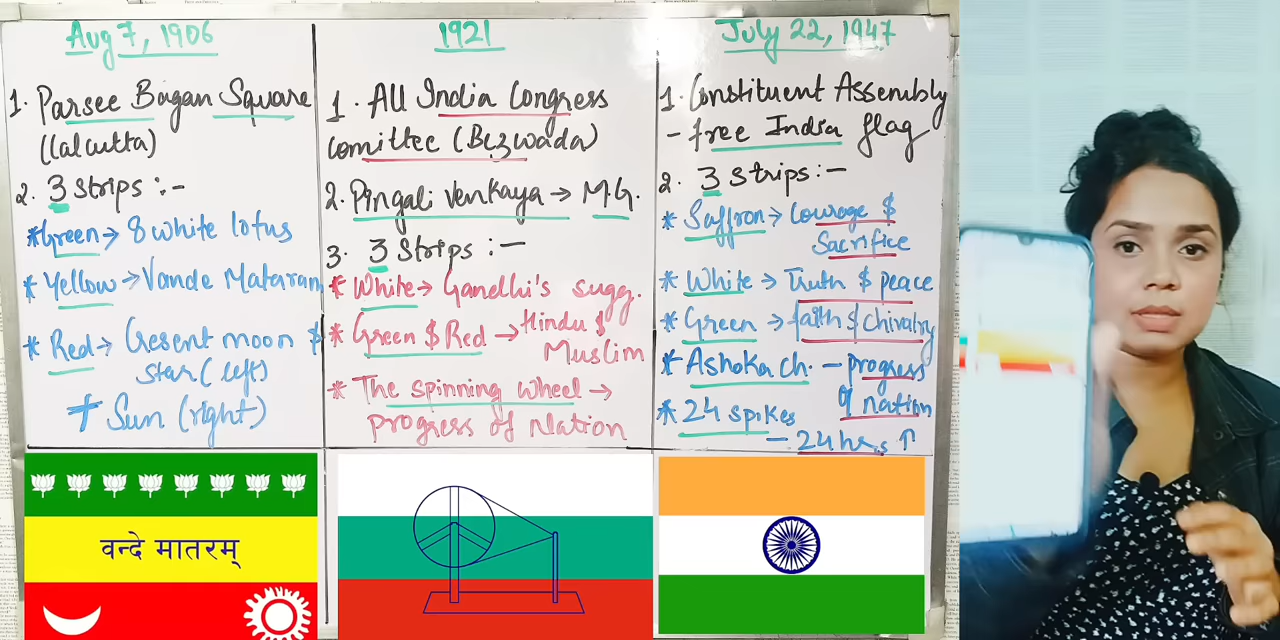 Aug 7, 1906
1. Parsee Bagan Square
(Calcutta)
2. 3 Strips :-
*Green → 8 white lotus
* Yellow → Vande Mataram
* Red → Cresent moon &
star (left)
+ Sun (right)
वन्दे मातरम्
1921
1. All India Congress
Comittee (Bezwada)
2. Pingali Venkaya → M.G.
3. 3 Strips :-
* White → Gandhi's sugg.
* Green $ Red → Hindu $
Muslim
* The spinning wheel →
Progress of Nation
July 22, 1947
1. Constituent Assembly
- free India flag
2. 3 Strips :-
* Saffron → Courage $
Sacrifice
* White → Truth $ peace
* Green → faith $ Chivalry
* Ashoka ch. - progress
of nation
* 24 spikes
- 24 hrs ↑